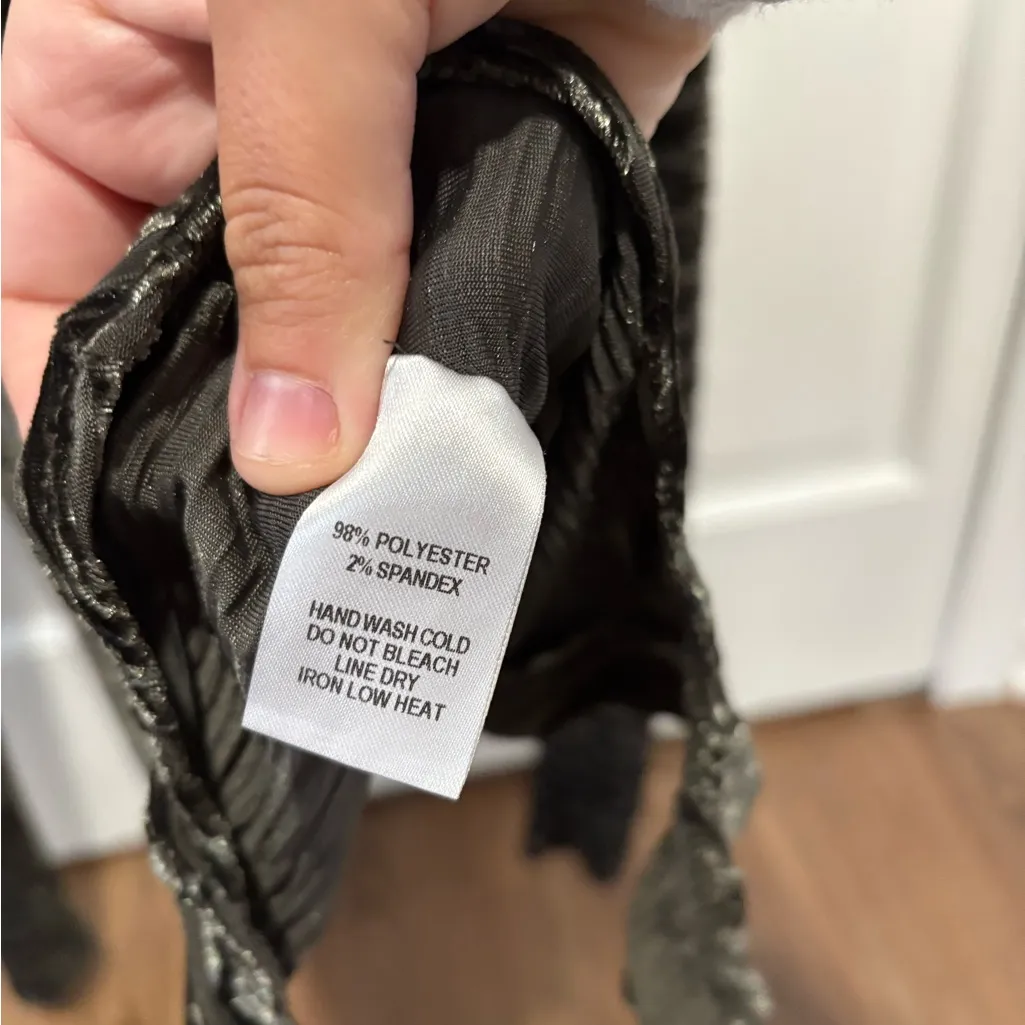 98% POLYESTER
2% SPANDEX
HAND WASH COLD
DO NOT BLEACH
LINE DRY
IRON LOW HEAT